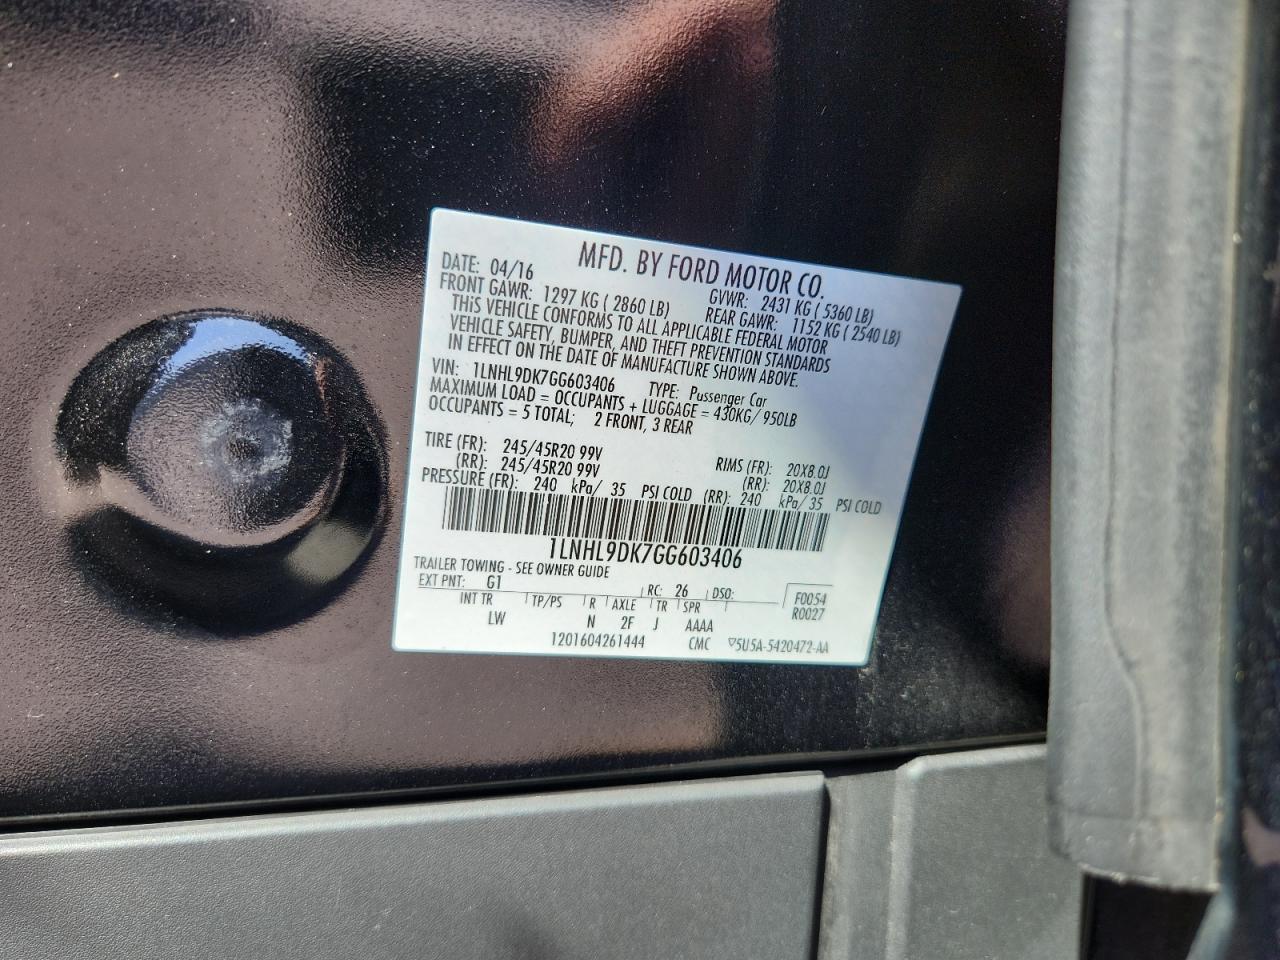 MFD. BY FORD MOTOR CO.
DATE: 04/16 GVWR: 2431 KG ( 5360 LB)
FRONT GAWR: 1297 KG ( 2860 LB) REAR GAWR: 1152 KG ( 2540 LB)
THIS VEHICLE CONFORMS TO ALL APPLICABLE FEDERAL MOTOR
VEHICLE SAFETY, BUMPER, AND THEFT PREVENTION STANDARDS
IN EFFECT ON THE DATE OF MANUFACTURE SHOWN ABOVE.
VIN: 1LNHL9DK7GG603406 TYPE: Passenger Car
MAXIMUM LOAD = OCCUPANTS + LUGGAGE = 430KG/ 950LB
OCCUPANTS = 5 TOTAL; 2 FRONT, 3 REAR
TIRE (FR): 245/45R20 99V RIMS (FR): 20X8.0J
(RR): 245/45R20 99V (RR): 20X8.0J
PRESSURE (FR): 240 kPa/ 35 PSI COLD (RR): 240 kPa/ 35 PSI COLD
1LNHL9DK7GG603406
TRAILER TOWING - SEE OWNER GUIDE
EXT PNT: G1 RC: 26 DSO: F0054
INT TR TP/PS R AXLE TR SPR R0027
LW N 2F J AAAA
1201604261444 CMC ▽5U5A-5420472-AA